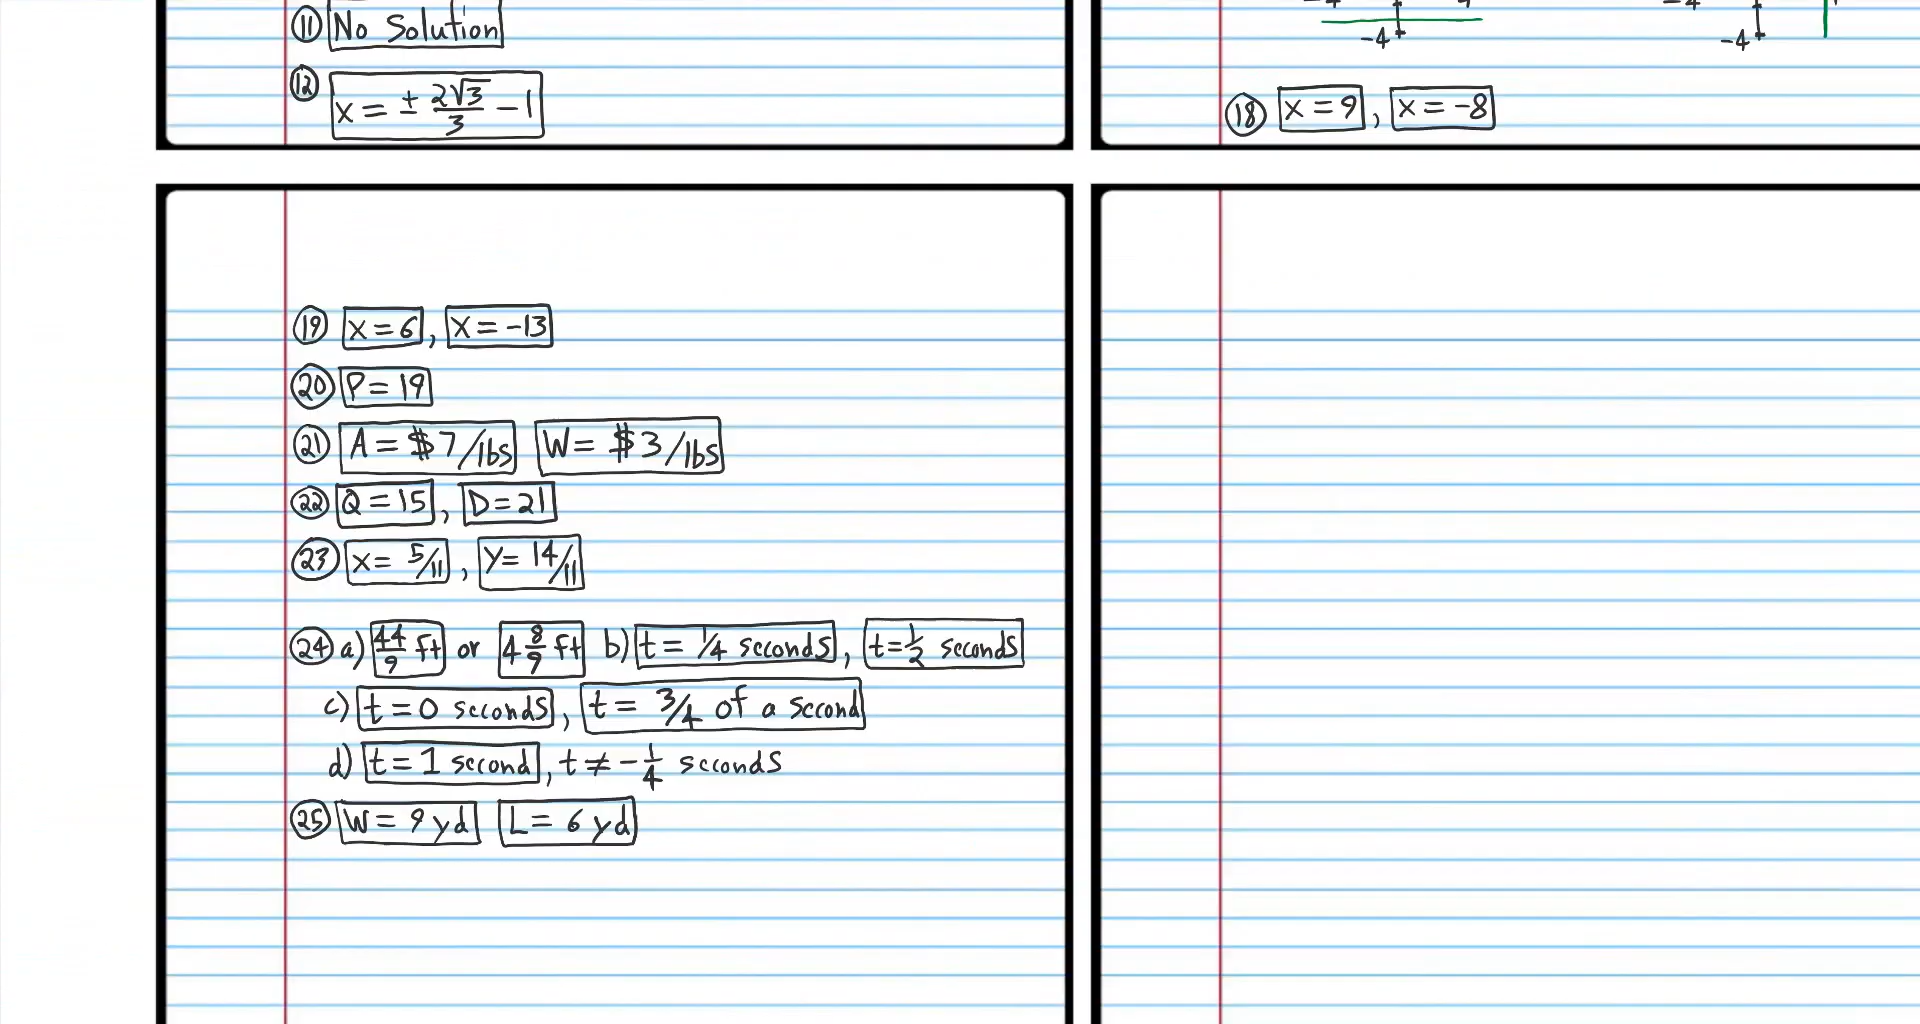 ⑪ No Solution
⑫ x = ± 2√3/3 − 1
-4
-4
⑱ x = 9 , x = -8
⑲ x = 6 , x = -13
⑳ P = 19
㉑ A = $7/lbs W = $3/lbs
㉒ Q = 15 , D = 21
㉓ x = 5/11 , y = 14/11
㉔ a) 44/9 ft or 4 8/9 ft b) t = 1/4 seconds , t = 1/2 seconds
c) t = 0 seconds , t = 3/4 of a second
d) t = 1 second , t ≠ - 1/4 seconds
㉕ W = 9 yd L = 6 yd